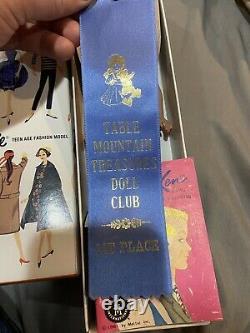 TEEN AGE FASHION MODEL
TABLE
MOUNTAIN
TREASURES
DOLL
CLUB
1ST PLACE
Ken
by Mattel, Inc.